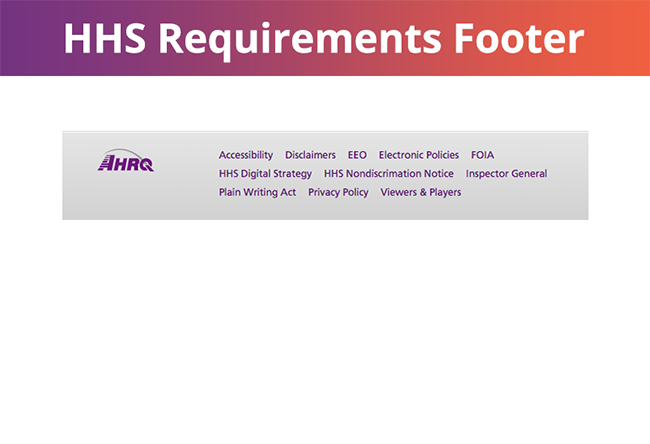 HHS Requirements Footer
AHRQ
Accessibility Disclaimers EEO Electronic Policies FOIA
HHS Digital Strategy HHS Nondiscrimation Notice Inspector General
Plain Writing Act Privacy Policy Viewers & Players